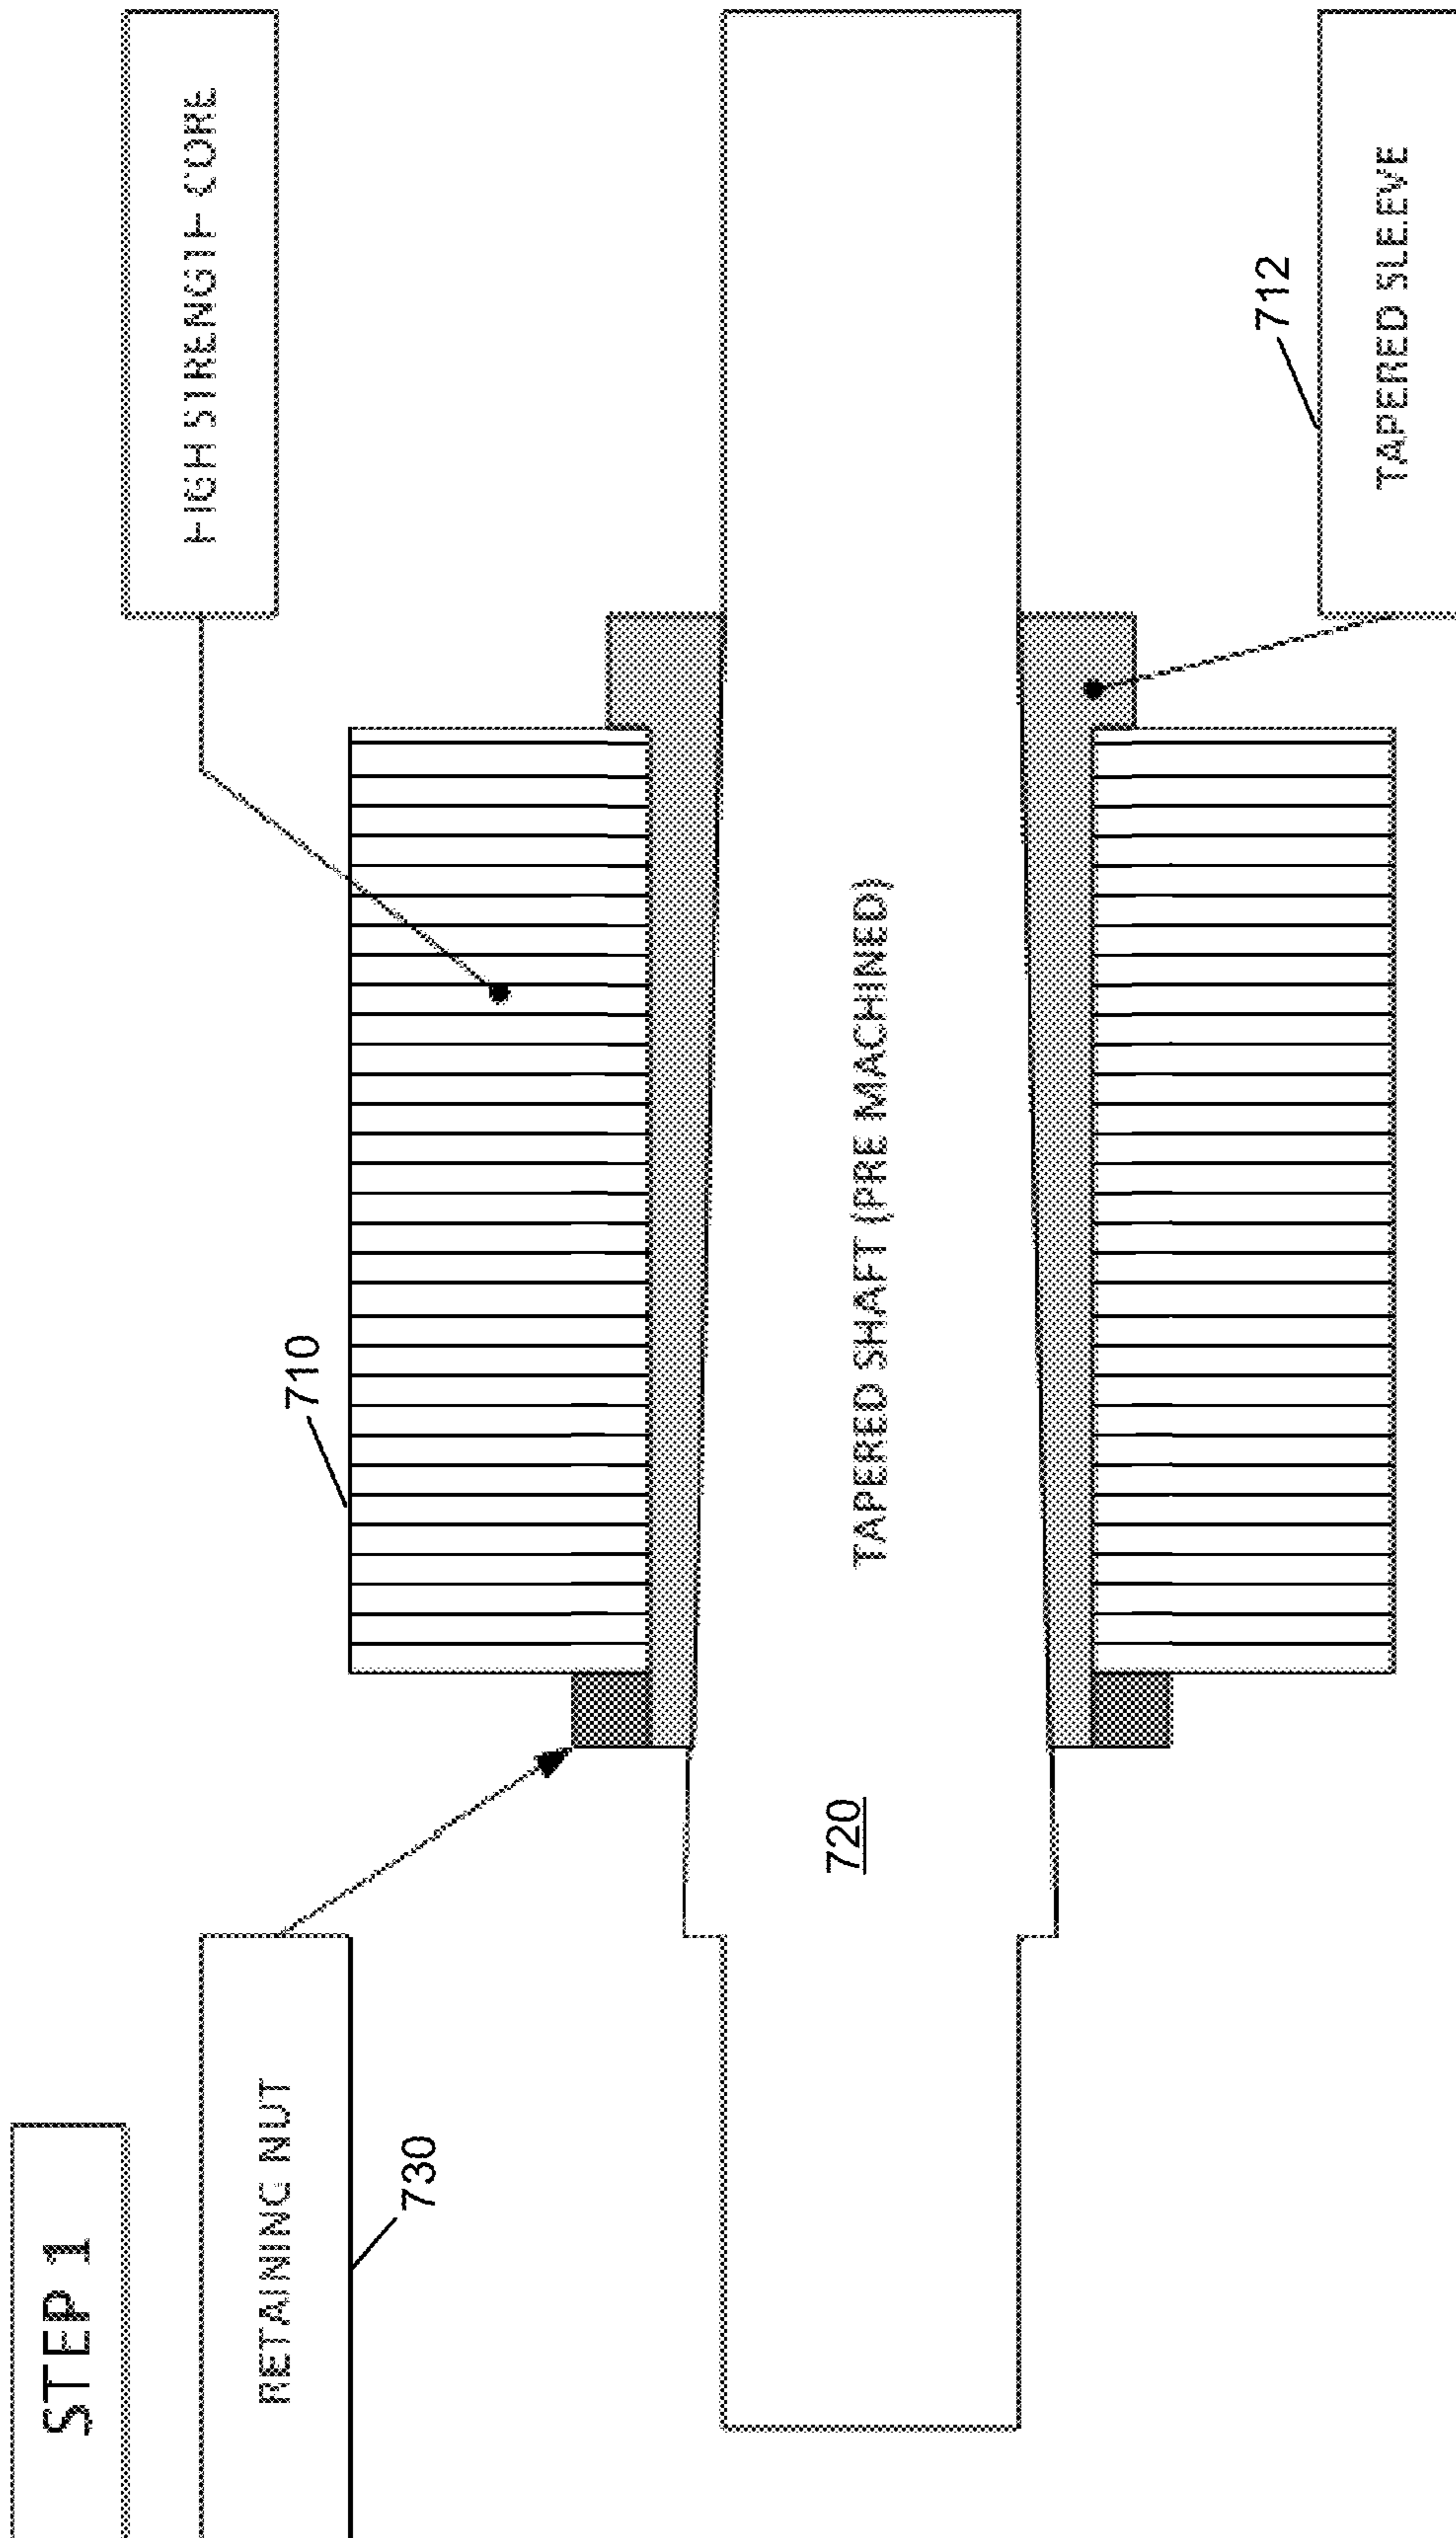 STEP 1
RETAINING NUT
730
710
HIGH STRENGTH CORE
TAPERED SHAFT (PRE MACHINED)
720
712
TAPERED SLEEVE